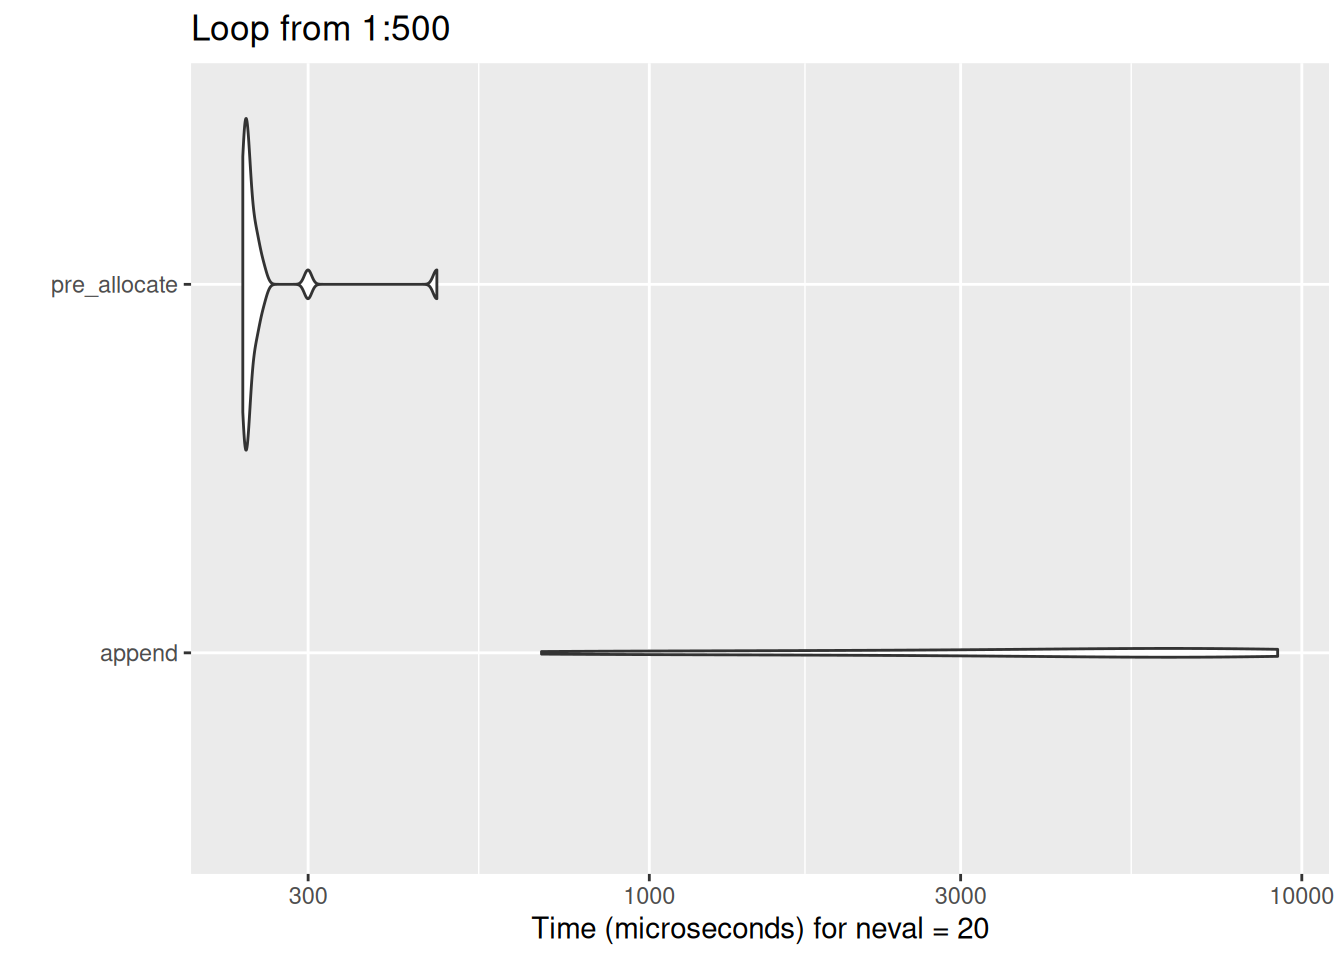 Loop from 1:500
pre_allocate
append
300 1000 3000 10000
Time (microseconds) for neval = 20